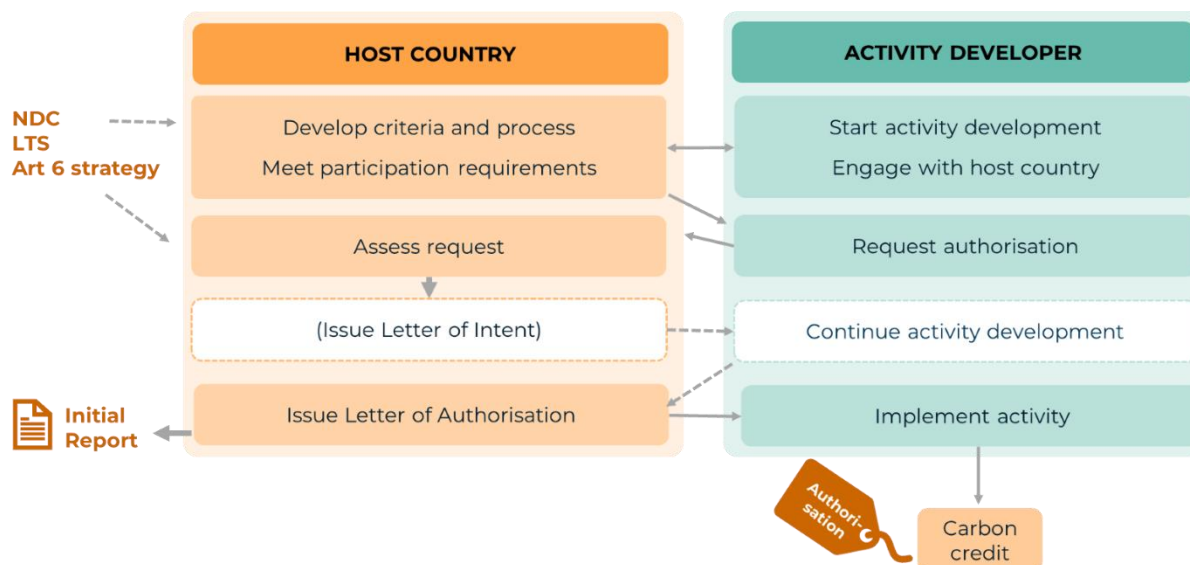 HOST COUNTRY
ACTIVITY DEVELOPER
NDC
LTS
Art 6 strategy
Develop criteria and process
Meet participation requirements
Start activity development
Engage with host country
Assess request
Request authorisation
(Issue Letter of Intent)
Continue activity development
Initial
Report
Issue Letter of Authorisation
Implement activity
Authori-
sation
Carbon
credit